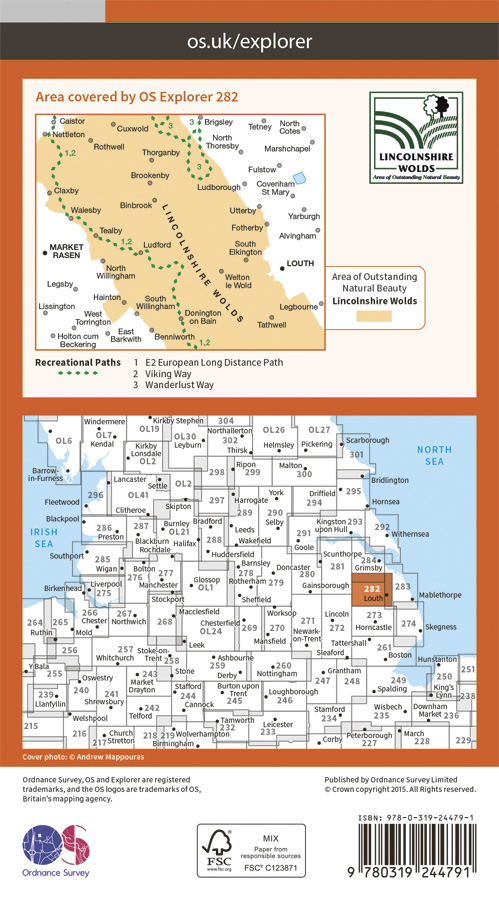 os.uk/explorer
Area covered by OS Explorer 282
Caistor
Nettleton
Cuxwold
3
3
Brigsley
Tetney
North
Cotes
Rothwell
North
Thoresby
Marshchapel
1,2
Thorganby
3
Fulstow
Brookenby
Ludborough
Covenham
St Mary
Claxby
Binbrook
Utterby
Yarburgh
Walesby
Fotherby
Alvingham
Tealby
1,2
Ludford
South
Elkington
MARKET
RASEN
LOUTH
LINCOLNSHIRE WOLDS
North
Willingham
Welton
le Wold
Legsby
Hainton
South
Willingham
Legbourne
Lissington
West
Torrington
Donington
on Bain
Tathwell
Holton cum
Beckering
East
Barkwith
Benniworth
1,2
LINCOLNSHIRE
WOLDS
Area of Outstanding Natural Beauty
Area of Outstanding
Natural Beauty
Lincolnshire Wolds
Recreational Paths
1 E2 European Long Distance Path
2 Viking Way
3 Wanderlust Way
Windermere
OL19
Kirkby Stephen
304
OL6
OL7
Kendal
OL30
Leyburn
Northallerton
302
OL26
OL27
Scarborough
Kirkby
Lonsdale
OL2
Thirsk
Helmsley
Pickering
301
NORTH
SEA
Barrow-
in-Furness
Lancaster
Settle
OL2
298
Ripon
299
Malton
300
Bridlington
296
OL41
Skipton
297
Harrogate
York
290
Driffield
294
295
Hornsea
Fleetwood
Clitheroe
289
Selby
Blackpool
286
Preston
287
Burnley
OL21
Bradford
288
Leeds
Kingston
upon Hull
293
292
Withernsea
IRISH
SEA
Blackburn
Rochdale
Halifax
Wakefield
291
Goole
Southport
285
Wigan
Bolton
276
277
Huddersfield
Scunthorpe
284
Grimsby
Barnsley
278
Rotherham
Doncaster
279
280
Gainsborough
281
282
Louth
283
Mablethorpe
Birkenhead
Liverpool
275
Manchester
Glossop
OL1
Sheffield
Stockport
264
265
Ruthin
Mold
266
Chester
267
Northwich
268
Macclesfield
OL24
Chesterfield
269
Worksop
270
Mansfield
271
Newark-
on-Trent
Lincoln
272
273
Horncastle
274
Skegness
256
257
Stoke-on-
Trent
258
Leek
Tattershall
Sleaford
261
Boston
Y Bala
255
Oswestry
240
243
Market
Drayton
Stone
Ashbourne
259
Derby
260
Nottingham
Grantham
247
248
249
Spalding
Hunstanton
250
251
King's
Lynn
239
Llanfyllin
241
Shrewsbury
Stafford
244
Burton upon
Trent
245
Loughborough
246
238
Welshpool
242
Telford
Cannock
Tamworth
232
Leicester
233
Stamford
234
Wisbech
235
Downham
Market
236
215
216
217
Church
Stretton
218
219
Wolverhampton
Birmingham
Corby
Peterborough
227
March
228
229
Cover photo: © Andrew Mappouras
Ordnance Survey, OS and Explorer are registered
trademarks, and the OS logos are trademarks of OS,
Britain's mapping agency.
Published by Ordnance Survey Limited
© Crown copyright 2015. All Rights reserved.
OS
Ordnance Survey
FSC
www.fsc.org
MIX
Paper from
responsible sources
FSC® C123871
ISBN: 978-0-319-24479-1
9 780319 244791